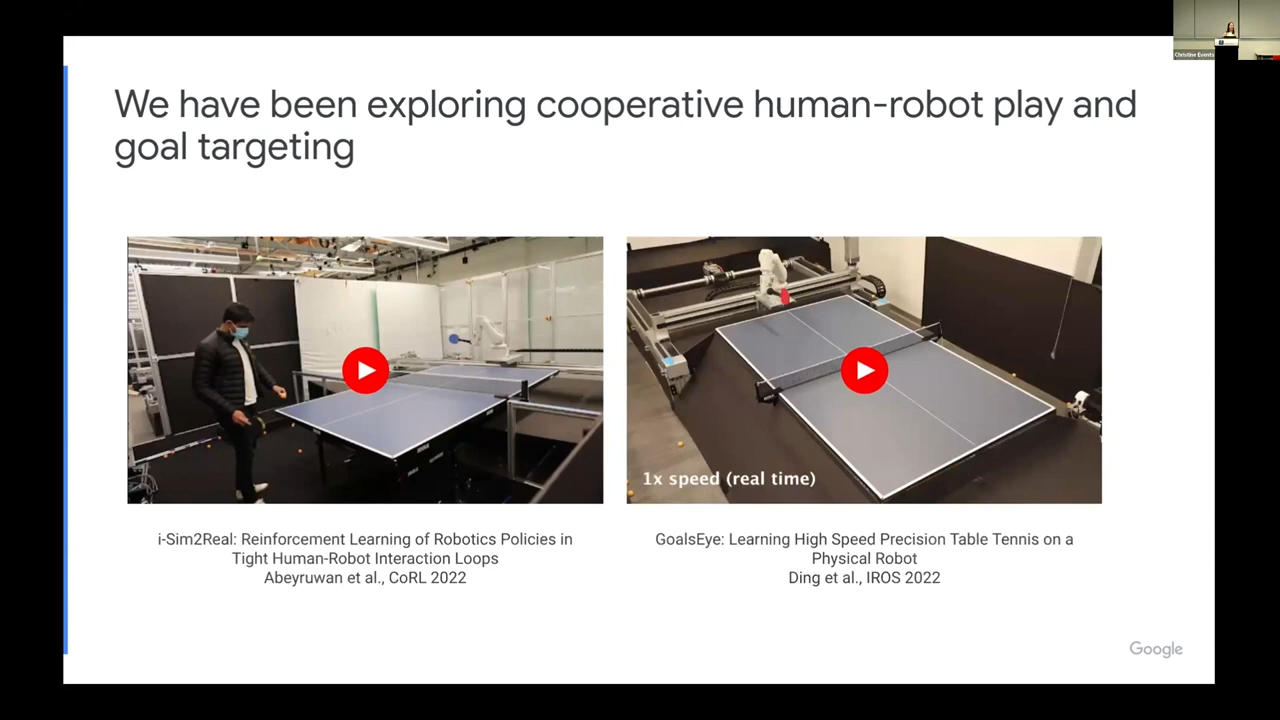 Christine Events
We have been exploring cooperative human-robot play and
goal targeting
1x speed (real time)
i-Sim2Real: Reinforcement Learning of Robotics Policies in
Tight Human-Robot Interaction Loops
Abeyruwan et al., CoRL 2022
GoalsEye: Learning High Speed Precision Table Tennis on a
Physical Robot
Ding et al., IROS 2022
Google